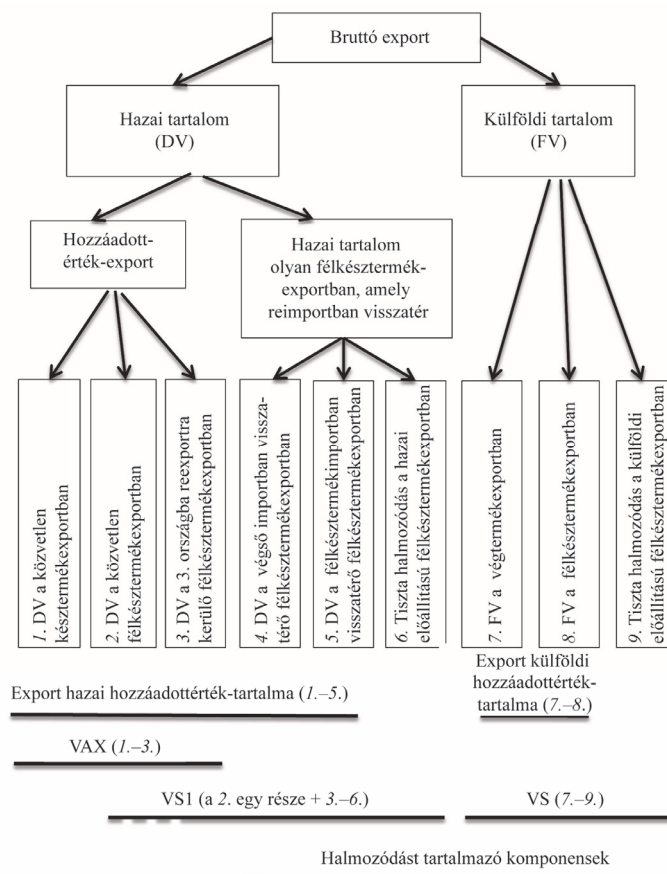 Bruttó export
Hazai tartalom
(DV)
Külföldi tartalom
(FV)
Hozzáadott-
érték-export
Hazai tartalom
olyan félkésztermék-
exportban, amely
reimportban visszatér
1. DV a közvetlen
késztermékexportban
2. DV a közvetlen
félkésztermékexportban
3. DV a 3. országba reexportra
kerülő félkésztermékexportban
4. DV a végső importban vissza-
térő félkésztermékexportban
5. DV a félkésztermékimportban
visszatérő félkésztermékexportban
6. Tiszta halmozódás a hazai
előállítású félkésztermékexportban
7. FV a végtermékexportban
8. FV a félkésztermékexportban
9. Tiszta halmozódás a külföldi
előállítású félkésztermékexportban
Export hazai hozzáadottérték-tartalma (1.–5.)
Export külföldi
hozzáadottérték-
tartalma (7.–8.)
VAX (1.–3.)
VS1 (a 2. egy része + 3.–6.)
VS (7.–9.)
Halmozódást tartalmazó komponensek